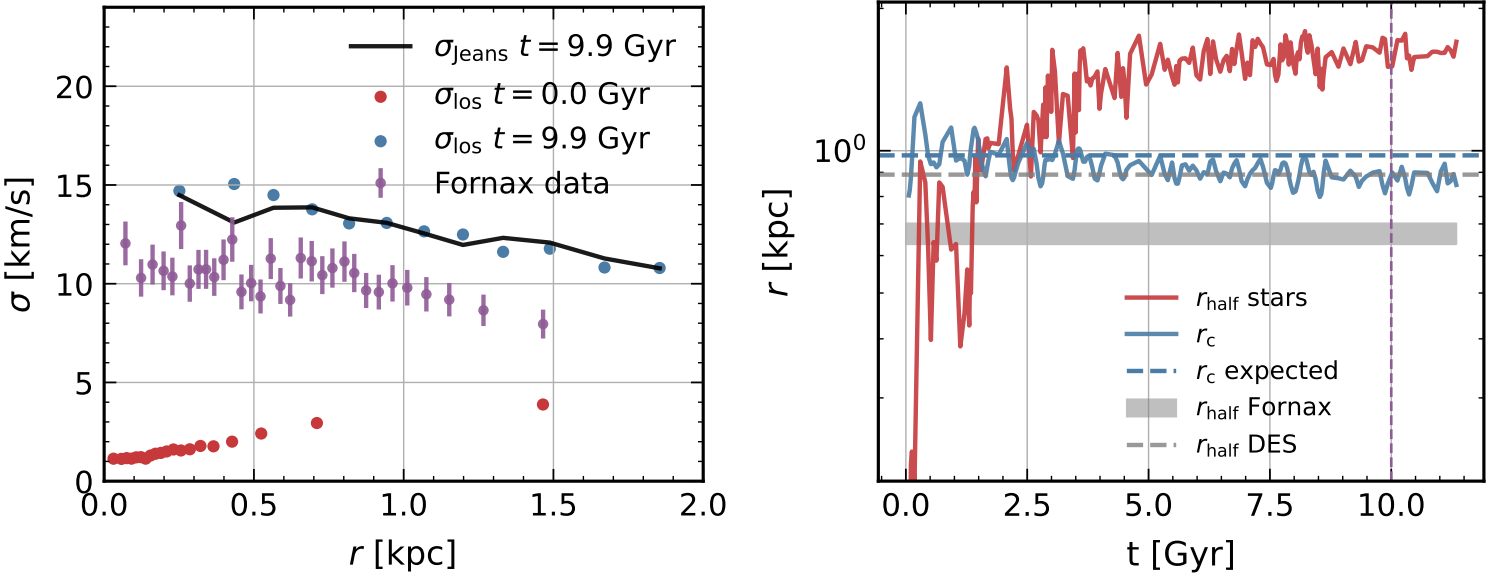 σ [km/s]
20
15
10
5
0
0.0 0.5 1.0 1.5 2.0
r [kpc]
σJeans t = 9.9 Gyr
σlos t = 0.0 Gyr
σlos t = 9.9 Gyr
Fornax data
r [kpc]
10⁰
rhalf stars
rc
rc expected
rhalf Fornax
rhalf DES
0.0 2.5 5.0 7.5 10.0
t [Gyr]